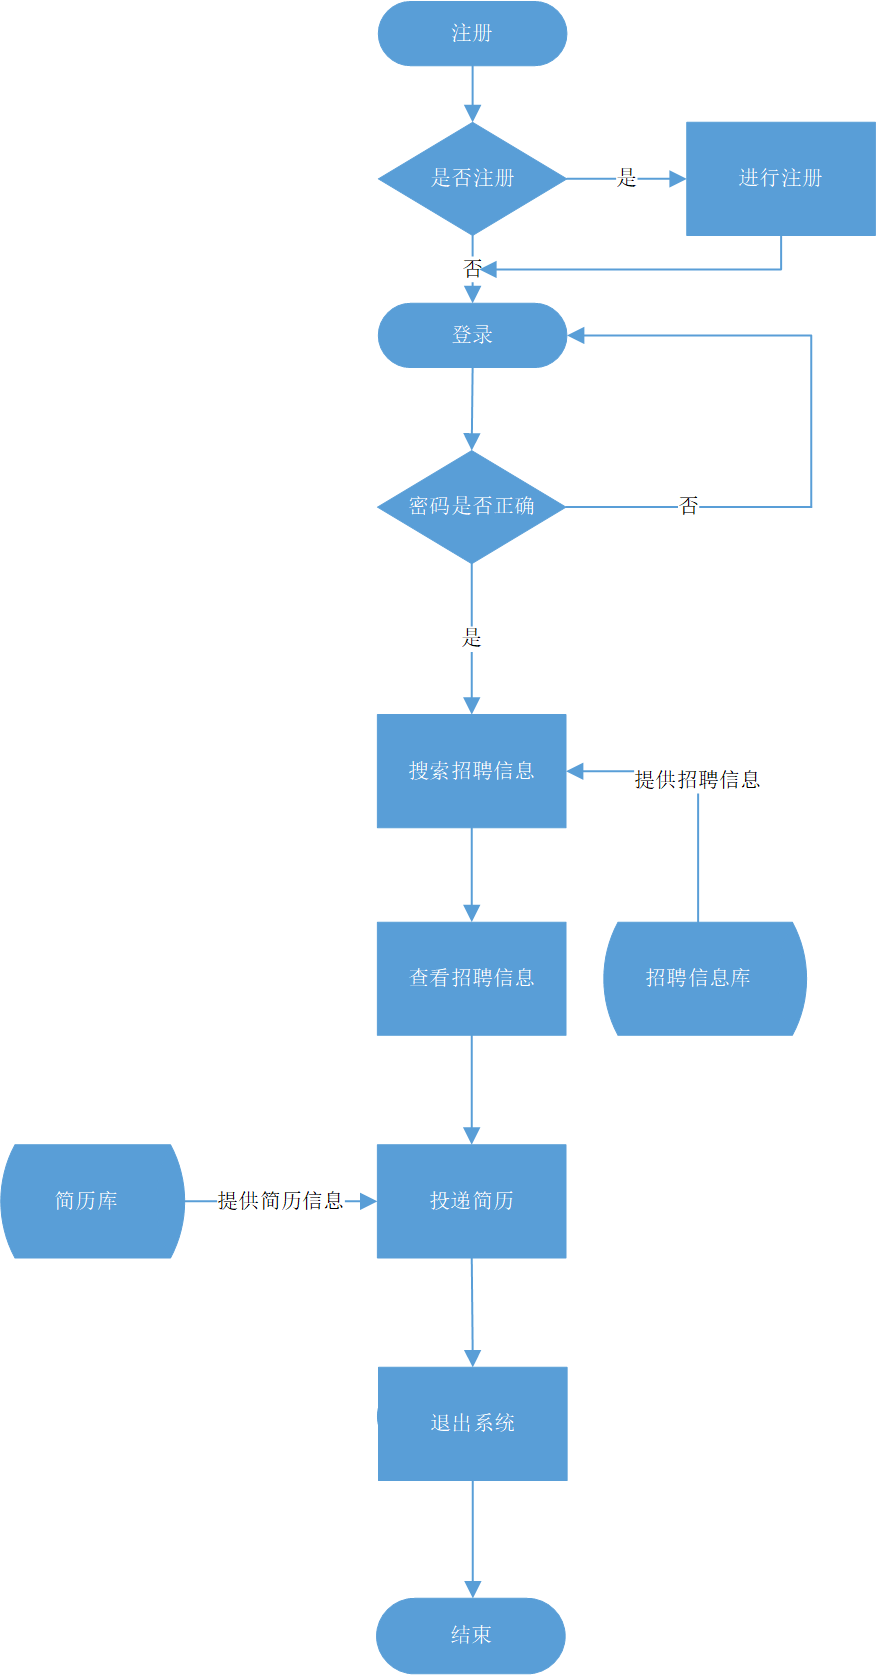 注册
是否注册
是
进行注册
否
登录
密码是否正确
否
是
搜索招聘信息
提供招聘信息
查看招聘信息
招聘信息库
简历库
提供简历信息
投递简历
退出系统
结束